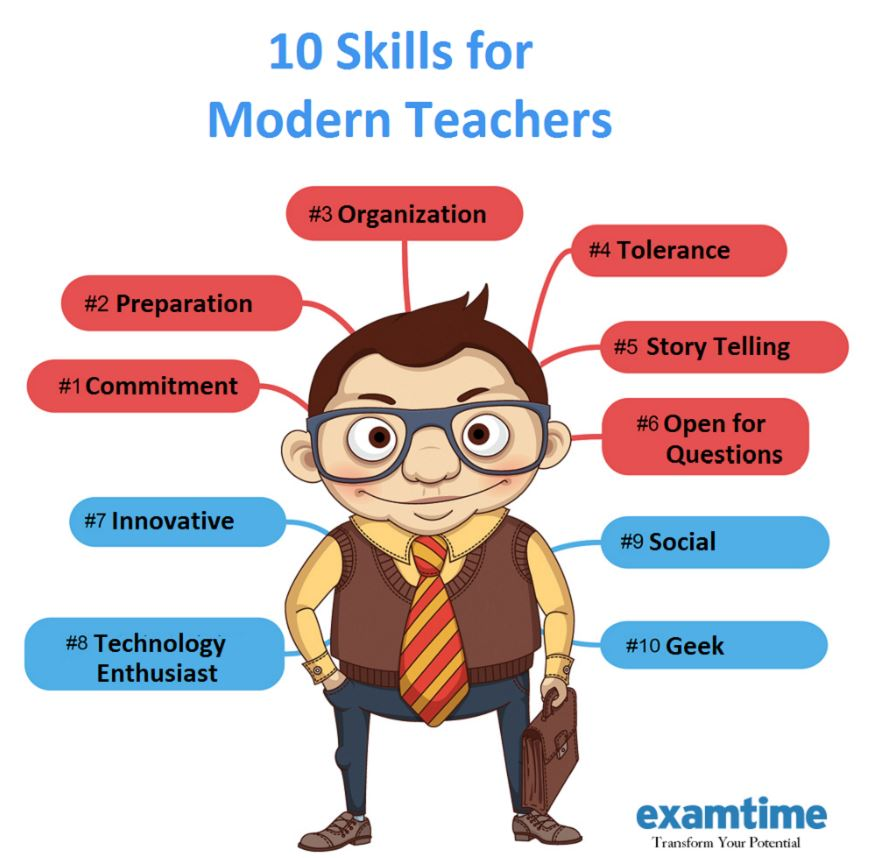 10 Skills for
Modern Teachers
#3 Organization
#4 Tolerance
#2 Preparation
#5 Story Telling
#1 Commitment
#6 Open for
Questions
#7 Innovative
#9 Social
#8 Technology
Enthusiast
#10 Geek
examtime
Transform Your Potential